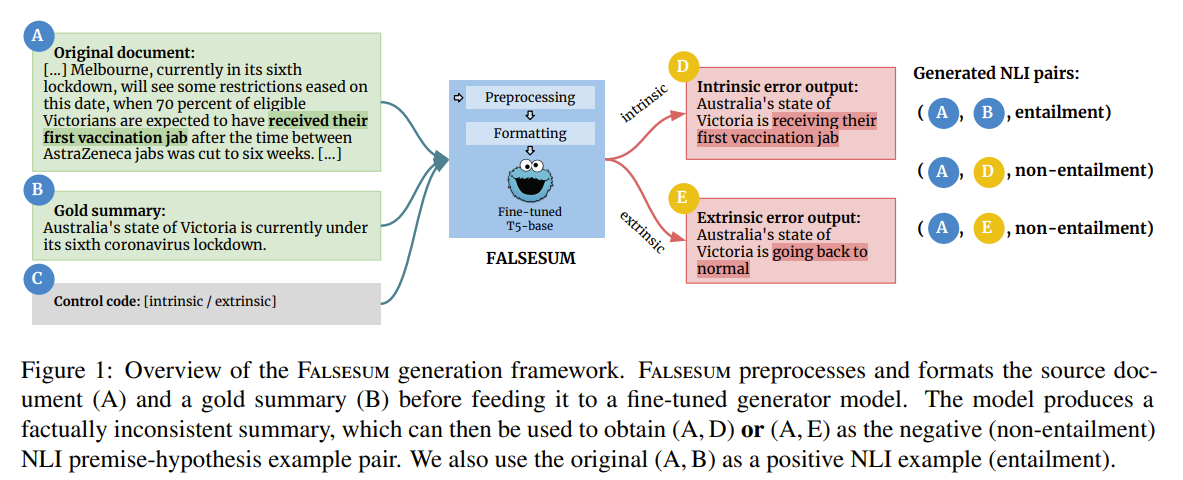 A
Original document:
[...] Melbourne, currently in its sixth
lockdown, will see some restrictions eased on
this date, when 70 percent of eligible
Victorians are expected to have received their
first vaccination jab after the time between
AstraZeneca jabs was cut to six weeks. [...]
B
Gold summary:
Australia's state of Victoria is currently under
its sixth coronavirus lockdown.
C
Control code: [intrinsic / extrinsic]
Preprocessing
Formatting
Fine-tuned
T5-base
FALSESUM
intrinsic
extrinsic
D
Intrinsic error output:
Australia's state of
Victoria is receiving their
first vaccination jab
E
Extrinsic error output:
Australia's state of
Victoria is going back to
normal
Generated NLI pairs:
( A, B, entailment)
( A, D, non-entailment)
( A, E, non-entailment)
Figure 1: Overview of the FALSESUM generation framework. FALSESUM preprocesses and formats the source doc-
ument (A) and a gold summary (B) before feeding it to a fine-tuned generator model. The model produces a
factually inconsistent summary, which can then be used to obtain (A, D) or (A, E) as the negative (non-entailment)
NLI premise-hypothesis example pair. We also use the original (A, B) as a positive NLI example (entailment).